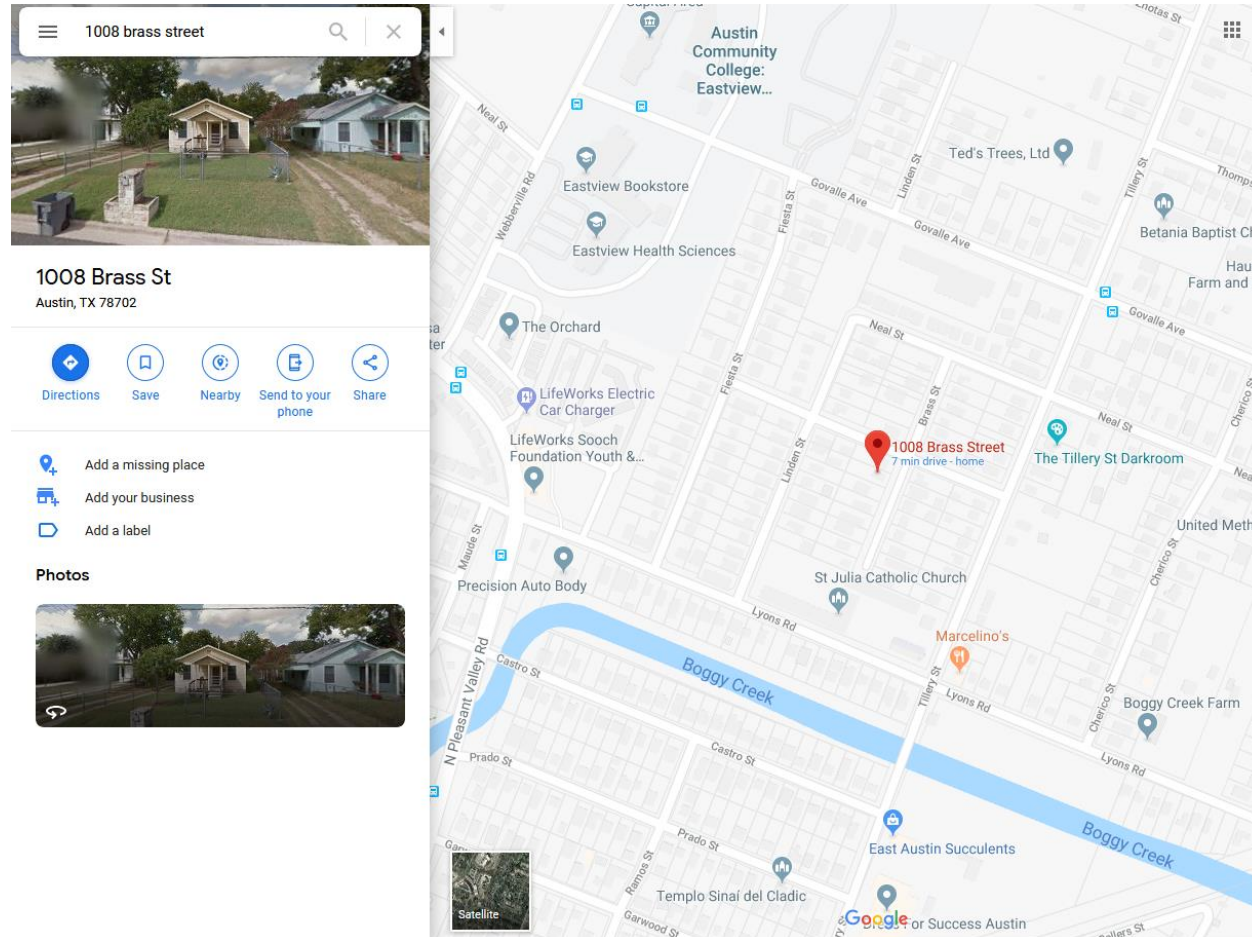 1008 brass street
1008 Brass St
Austin, TX 78702
Directions
Save
Nearby
Send to your
phone
Share
Add a missing place
Add your business
Add a label
Photos
Austin
Community
College:
Eastview...
Neal St
Webberville Rd
Eastview Bookstore
Eastview Health Sciences
Fiesta St
Govalle Ave
Linden St
Govalle Ave
Ted's Trees, Ltd
Tillery St
Betania Baptist
Farm and
Govalle Ave
The Orchard
LifeWorks Electric
Car Charger
LifeWorks Sooch
Foundation Youth &...
Neal St
Fiesta St
Brass St
Linden St
1008 Brass Street
7 min drive - home
The Tillery St Darkroom
Neal St
Cherico
United
Cherico St
Maude St
Precision Auto Body
St Julia Catholic Church
Lyons Rd
Marcelino's
Tillery St
Lyons Rd
Cherico St
Boggy Creek Farm
Lyons Rd
N Pleasant Valley Rd
Castro St
Boggy Creek
Castro St
Prado St
Prado St
East Austin Succulents
Boggy Creek
Ramos St
Templo Sinaí del Cladic
Garwood St
For Success Austin
Satellite
Google